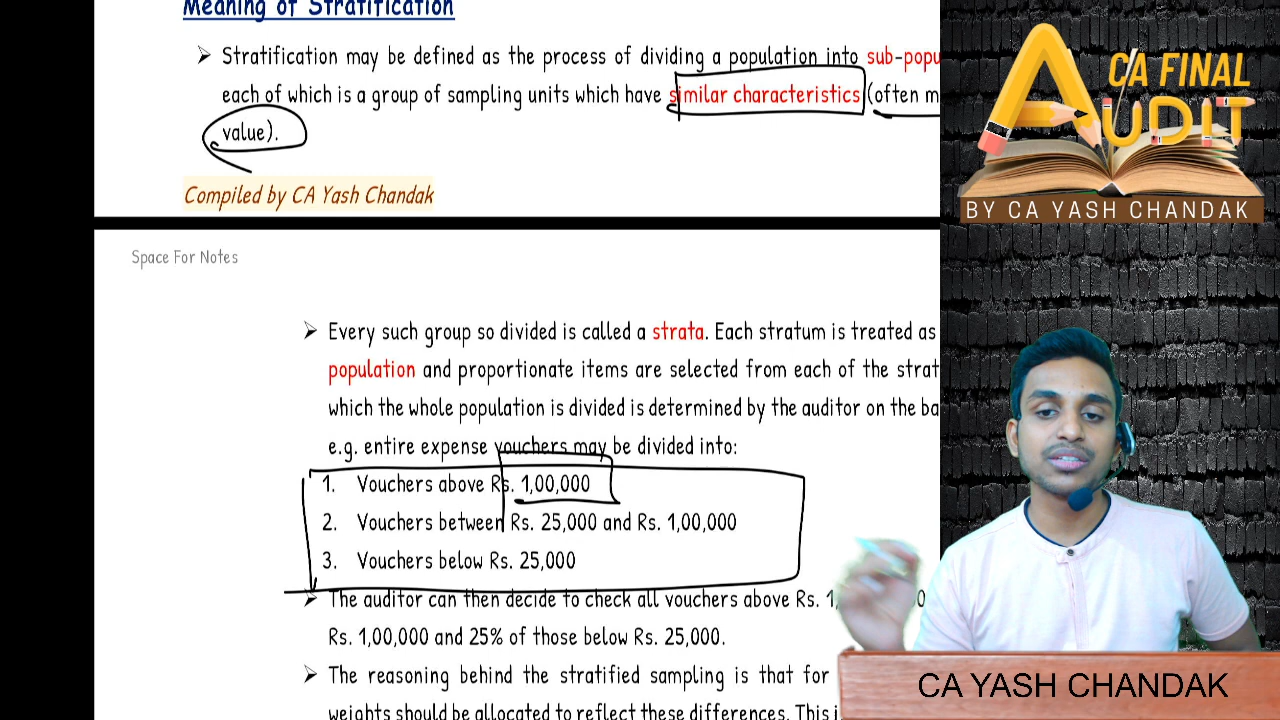 Meaning of Stratification
Stratification may be defined as the process of dividing a population into
each of which is a group of sampling units which have similar characteristics (often
value).
Compiled by CA Yash Chandak
Space For Notes
Every such group so divided is called a strata. Each stratum is treated as
population and proportionate items are selected from each of the
which the whole population is divided is determined by the auditor on the
e.g. entire expense vouchers may be divided into:
1. Vouchers above Rs. 1,00,000
2. Vouchers between Rs. 25,000 and Rs. 1,00,000
3. Vouchers below Rs. 25,000
The auditor can then decide to check all vouchers above Rs.
Rs. 1,00,000 and 25% of those below Rs. 25,000.
The reasoning behind the stratified sampling is that for
weights should be allocated to reflect these differences. This
CA FINAL
AUDIT
BY CA YASH CHANDAK
CA YASH CHANDAK